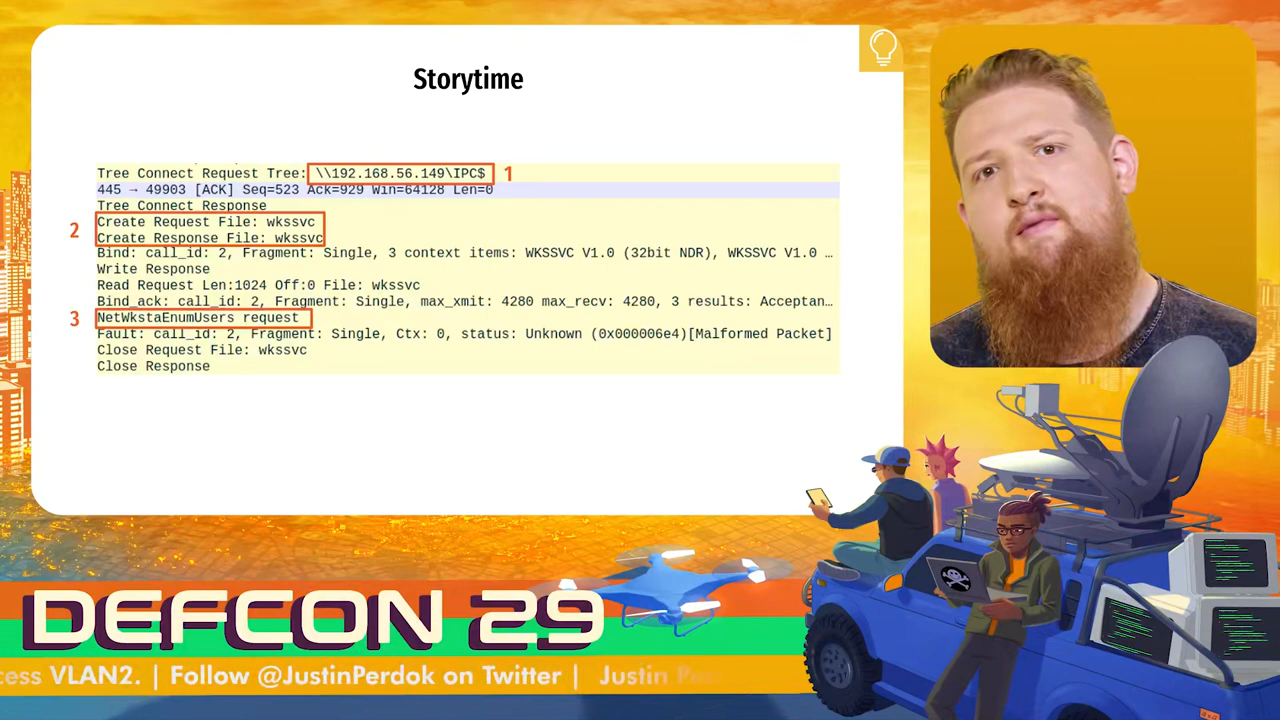 Storytime
Tree Connect Request Tree: \\192.168.56.149\IPC$
1
445 → 49903 [ACK] Seq=523 Ack=929 Win=64128 Len=0
Tree Connect Response
2
Create Request File: wkssvc
Create Response File: wkssvc
Bind: call_id: 2, Fragment: Single, 3 context items: WKSSVC V1.0 (32bit NDR), WKSSVC V1.0 …
Write Response
Read Request Len:1024 Off:0 File: wkssvc
Bind_ack: call_id: 2, Fragment: Single, max_xmit: 4280 max_recv: 4280, 3 results: Acceptan…
3
NetWkstaEnumUsers request
Fault: call_id: 2, Fragment: Single, Ctx: 0, status: Unknown (0x000006e4)[Malformed Packet]
Close Request File: wkssvc
Close Response
DEFCON 29
cess VLAN2. | Follow @JustinPerdok on Twitter | Justin